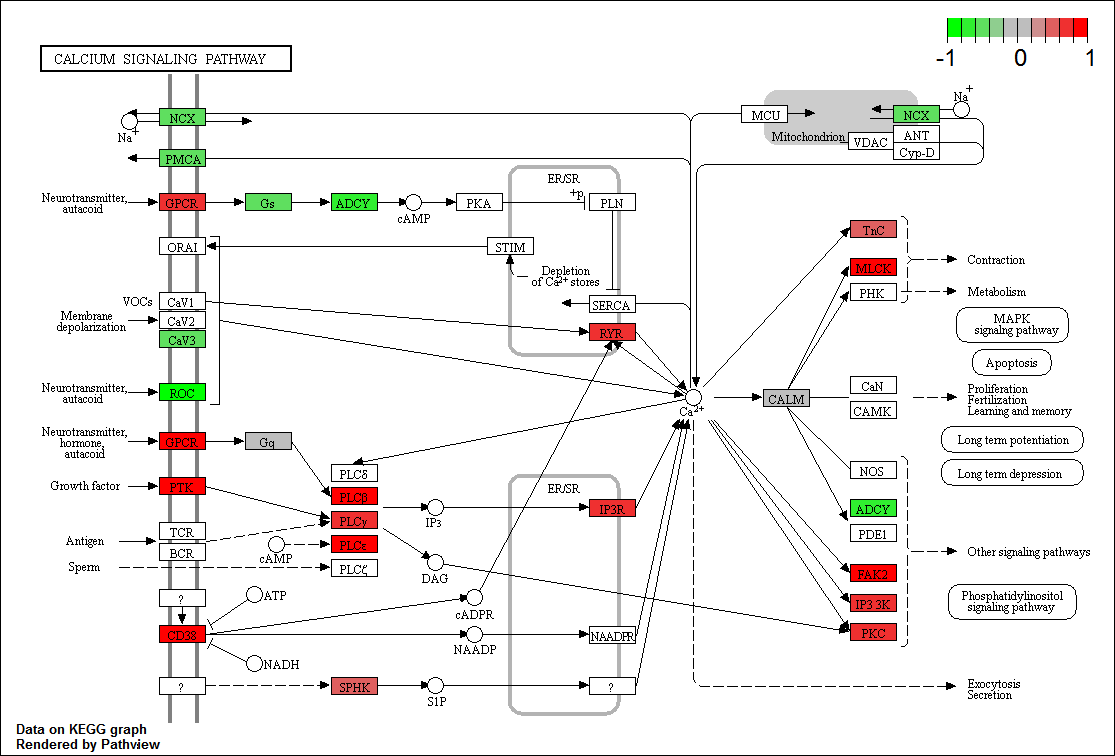 -1 0 1
CALCIUM SIGNALING PATHWAY
NCX
Na+
PMCA
MCU
Mitochondrion
NCX
Na+
VDAC
ANT
Cyp-D
Neurotransmitter,
autacoid
GPCR
Gs
ADCY
cAMP
PKA
ER/SR
+p
PLN
ORAI
STIM
Depletion
of Ca2+ stores
SERCA
RYR
VOCs
CaV1
Membrane
depolarization
CaV2
CaV3
Neurotransmitter,
autacoid
ROC
Ca2+
CALM
TnC
MLCK
PHK
Contraction
Metabolism
MAPK
signaling pathway
Apoptosis
CaN
CAMK
Proliferation
Fertilization
Learning and memory
Long term potentiation
Long term depression
Neurotransmitter,
hormone,
autacoid
GPCR
Gq
Growth factor
PTK
PLCδ
PLCβ
PLCγ
PLCε
PLCζ
Antigen
TCR
BCR
cAMP
Sperm
IP3
DAG
ER/SR
IP3R
NOS
ADCY
PDE1
FAK2
IP3 3K
PKC
Other signaling pathways
Phosphatidylinositol
signaling pathway
?
ATP
CD38
NADH
cADPR
NAADP
NAADPR
?
SPHK
S1P
?
Exocytosis
Secretion
Data on KEGG graph
Rendered by Pathview